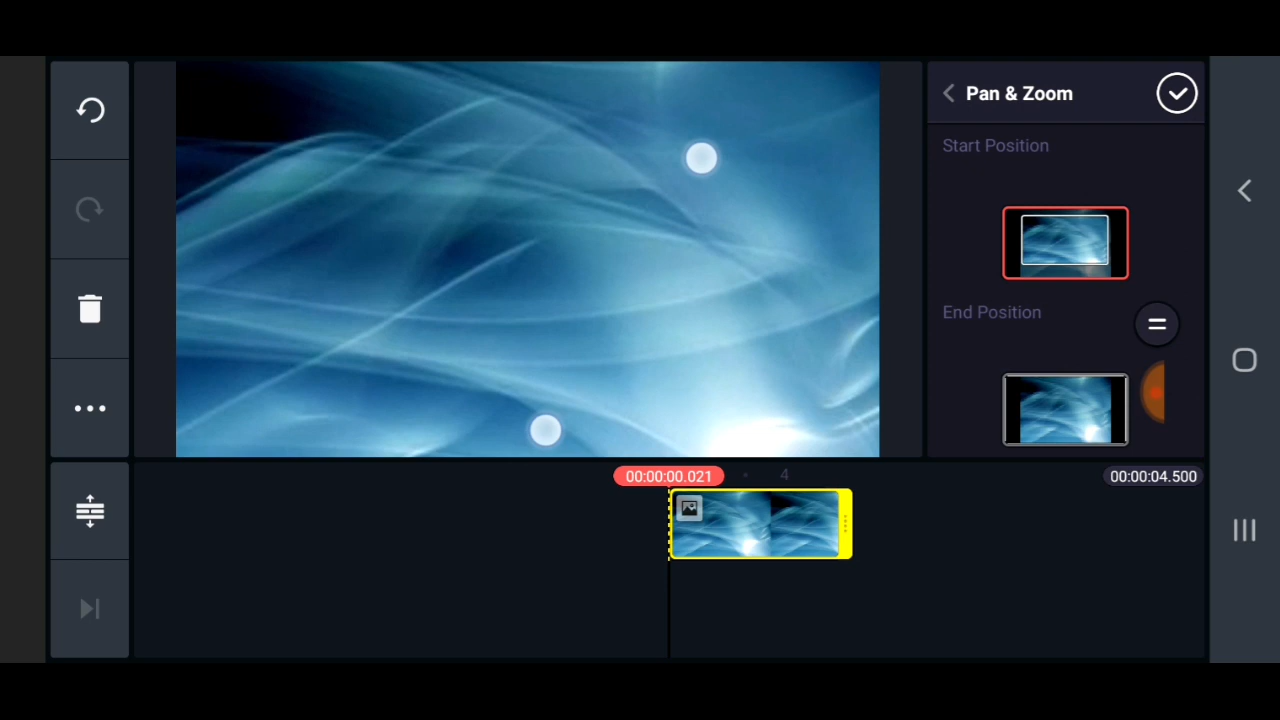 Pan & Zoom
Start Position
End Position
00:00:00.021
4
00:00:04.500